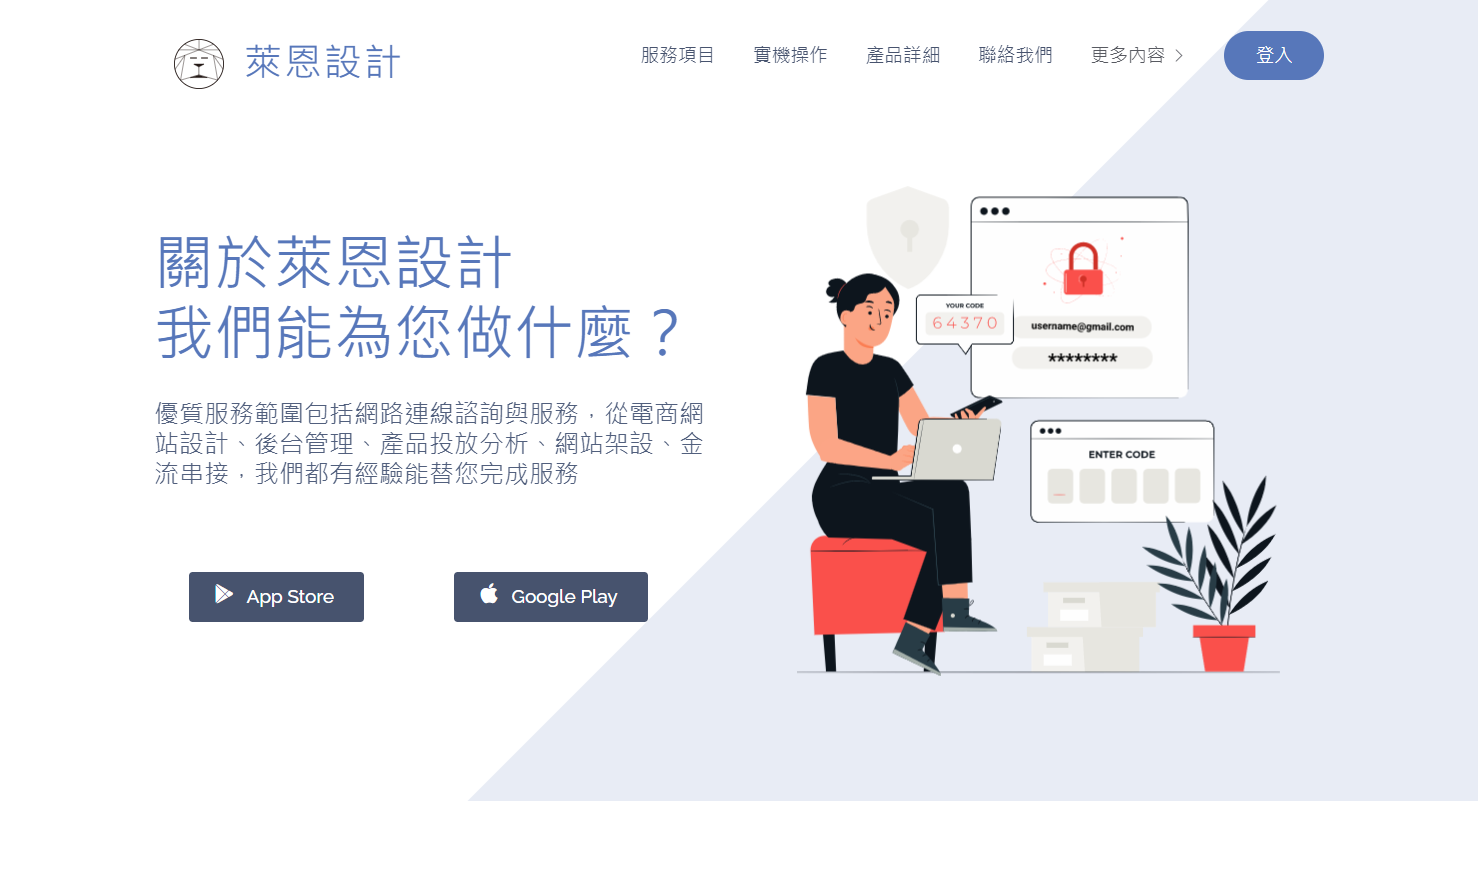 萊恩設計
服務項目 實機操作 產品詳細 聯絡我們 更多內容 登入
關於萊恩設計
我們能為您做什麼？
優質服務範圍包括網路連線諮詢與服務，從電商網
站設計、後台管理、產品投放分析、網站架設、金
流串接，我們都有經驗能替您完成服務
App Store
Google Play
YOUR CODE
64370
username@gmail.com
********
ENTER CODE